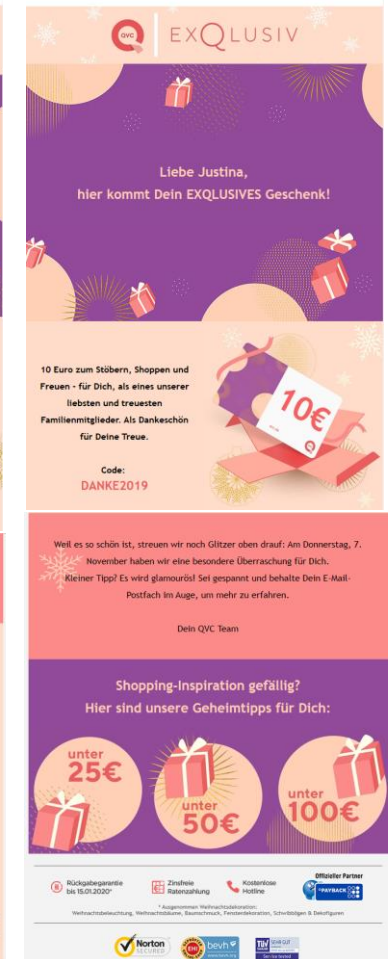 QVC
EXQLUSIV
Liebe Justina,
hier kommt Dein EXQLUSIVES Geschenk!
10 Euro zum Stöbern, Shoppen und
Freuen - für Dich, als eines unserer
liebsten und treuesten
Familienmitglieder. Als Dankeschön
für Deine Treue.
Code:
DANKE2019
10€
Weil es so schön ist, streuen wir noch Glitzer oben drauf: Am Donnerstag, 7.
November haben wir eine besondere Überraschung für Dich.
Kleiner Tipp? Es wird glamourös! Sei gespannt und behalte Dein E-Mail-
Postfach im Auge, um mehr zu erfahren.
Dein QVC Team
Shopping-Inspiration gefällig?
Hier sind unsere Geheimtipps für Dich:
unter
25€
unter
50€
unter
100€
Rückgabegarantie
bis 15.01.2020*
Zinsfreie
Ratenzahlung
Kostenlose
Hotline
Offizieller Partner
PAYBACK
* Ausgenommen Weihnachtsdekoration:
Weihnachtsbeleuchtung, Weihnachtsbäume, Baumschmuck, Fensterdekoration, Schwibbögen & Dekofiguren
Norton
SECURED
bevh
TÜV